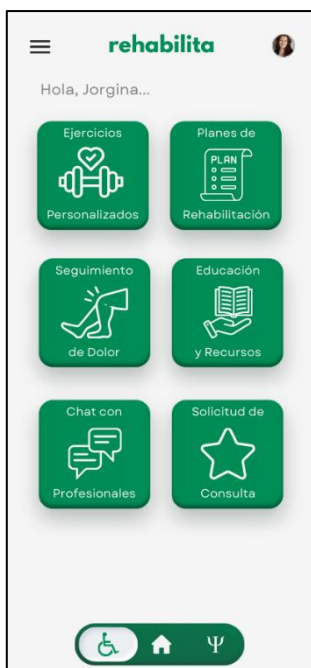 rehabilita
Hola, Jorgina...
Ejercicios
Personalizados
Planes de
PLAN
Rehabilitación
Seguimiento
de Dolor
Educación
y Recursos
Chat con
Profesionales
Solicitud de
Consulta
Ψ